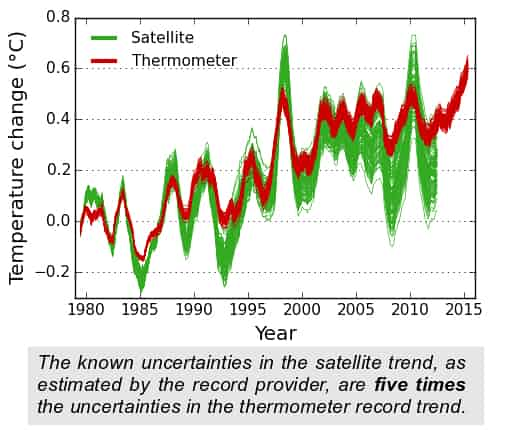 0.8
0.6
0.4
0.2
0.0
−0.2
Temperature change (°C)
Satellite
Thermometer
1980 1985 1990 1995 2000 2005 2010 2015
Year
The known uncertainties in the satellite trend, as
estimated by the record provider, are five times
the uncertainties in the thermometer record trend.